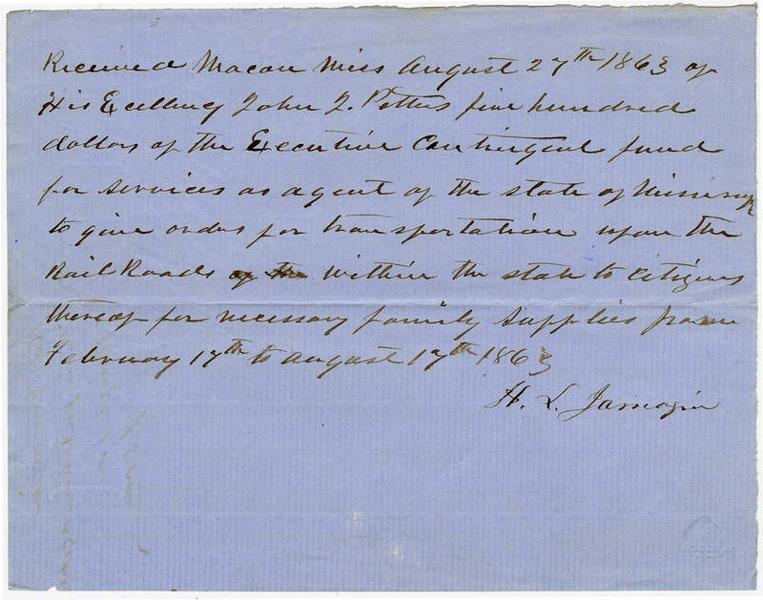 Received Macon Miss August 27th 1863 of
His Excellency John J. Pettus five hundred
dollars of the Executive Contingent fund
for services as agent of the state of Mississippi
to give orders for transportation upon the
Rail Roads of the within the state to citizens
thereof for necessary family supplies from
February 17th to August 17th 1863
H. L. Jarnagin